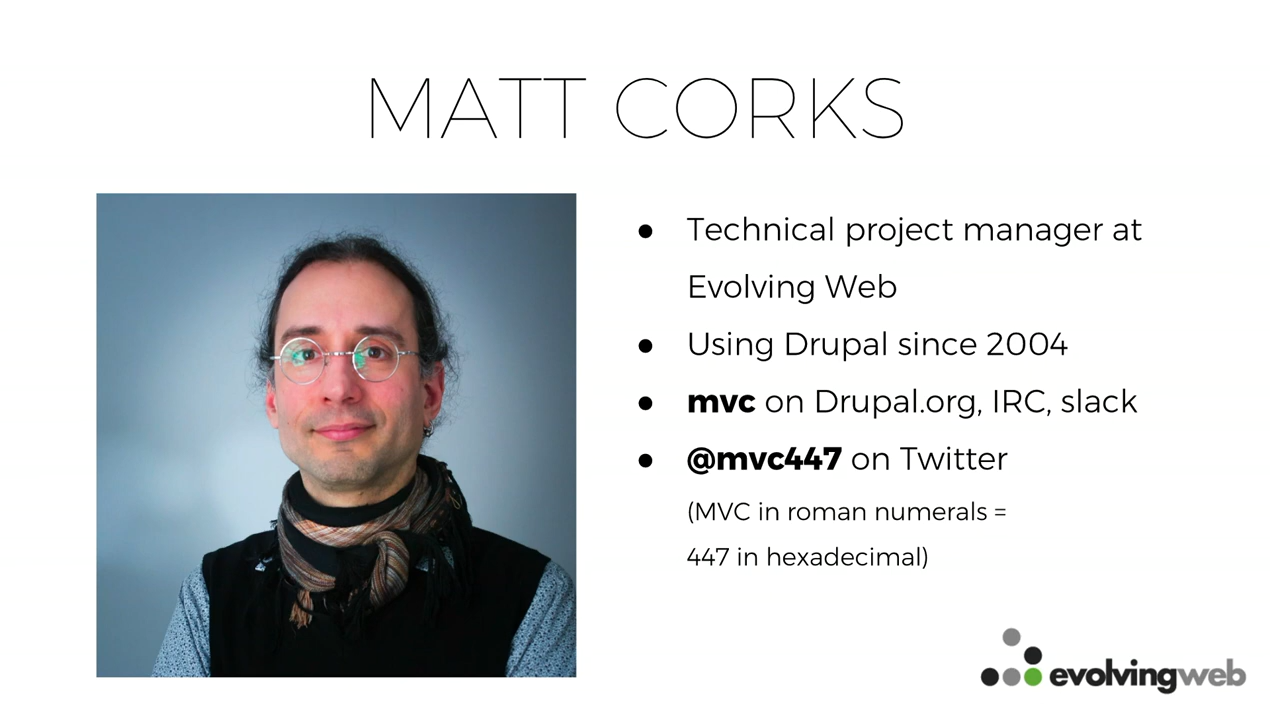 MATT CORKS
● Technical project manager at
Evolving Web
● Using Drupal since 2004
● mvc on Drupal.org, IRC, slack
● @mvc447 on Twitter
(MVC in roman numerals =
447 in hexadecimal)
evolvingweb